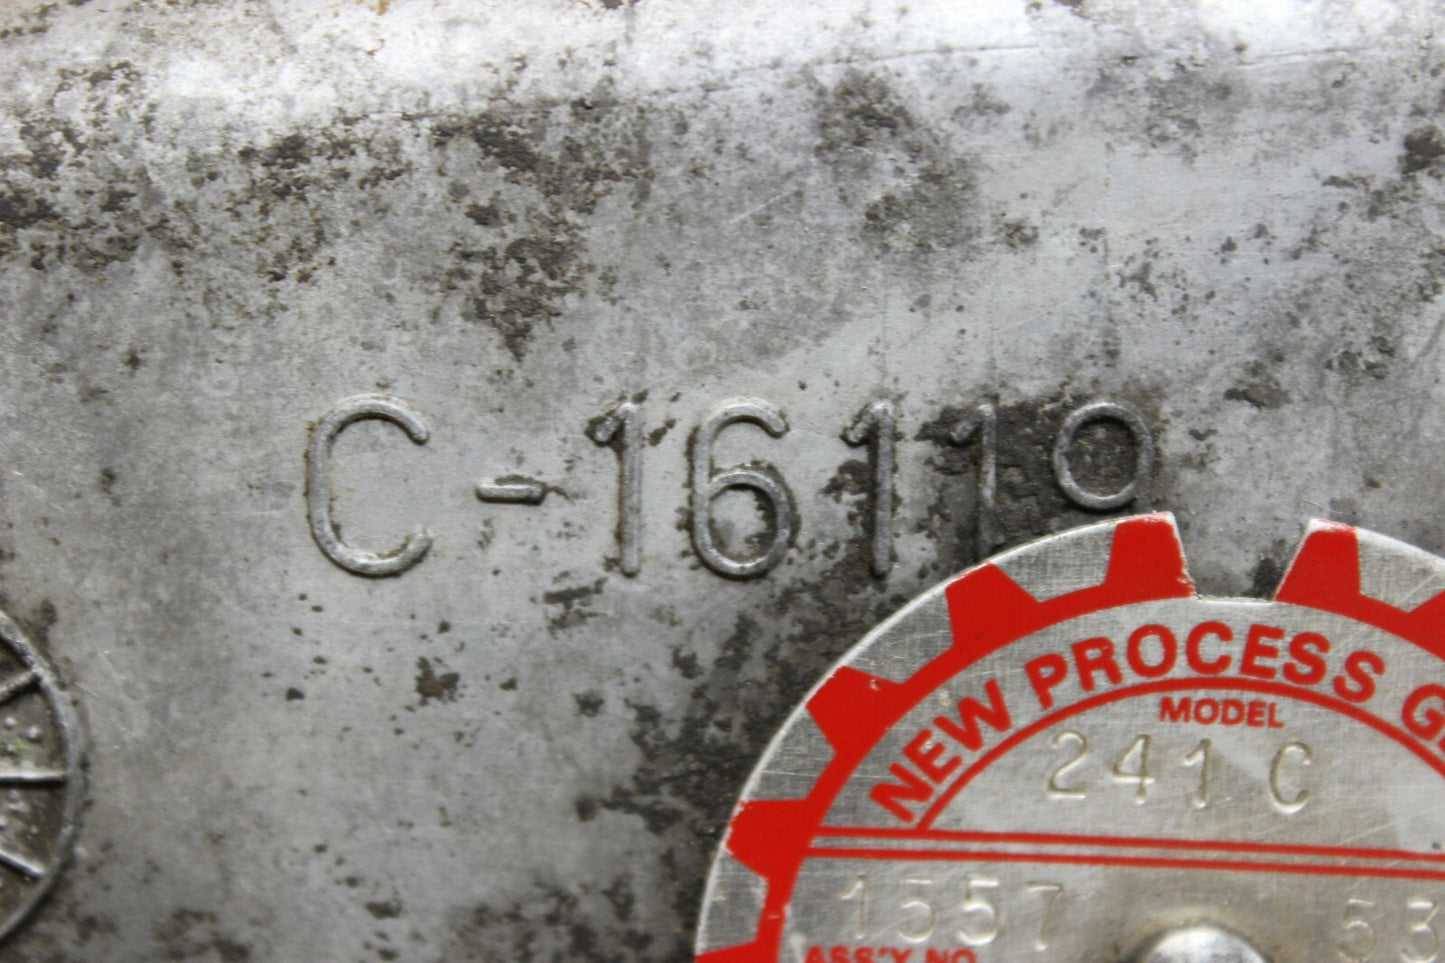 C-16119
NEW PROCESS
MODEL
241 C
1557 53
ASS'Y NO